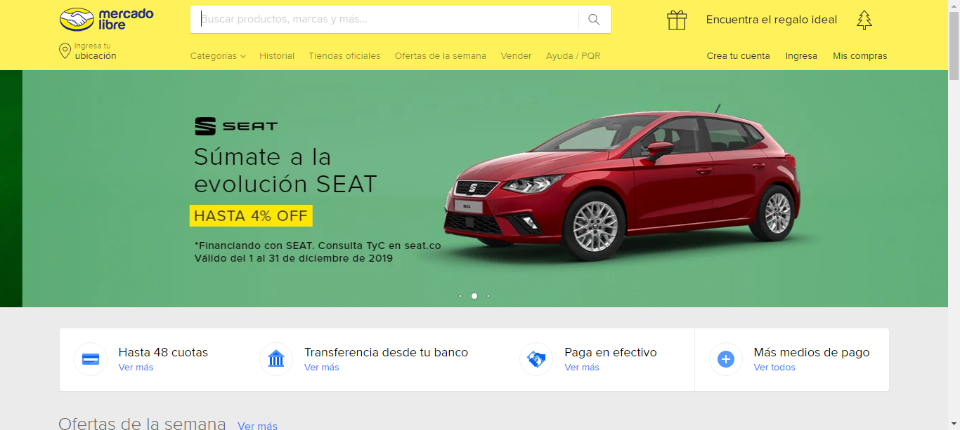 mercado
libre
Buscar productos, marcas y más...
Encuentra el regalo ideal
Ingresa tu
ubicación
Categorías
Historial
Tiendas oficiales
Ofertas de la semana
Vender
Ayuda / PQR
Crea tu cuenta
Ingresa
Mis compras
SEAT
Súmate a la
evolución SEAT
HASTA 4% OFF
*Financiando con SEAT. Consulta TyC en seat.co
Válido del 1 al 31 de diciembre de 2019
Hasta 48 cuotas
Ver más
Transferencia desde tu banco
Ver más
Paga en efectivo
Ver más
Más medios de pago
Ver todos
Ofertas de la semana Ver más